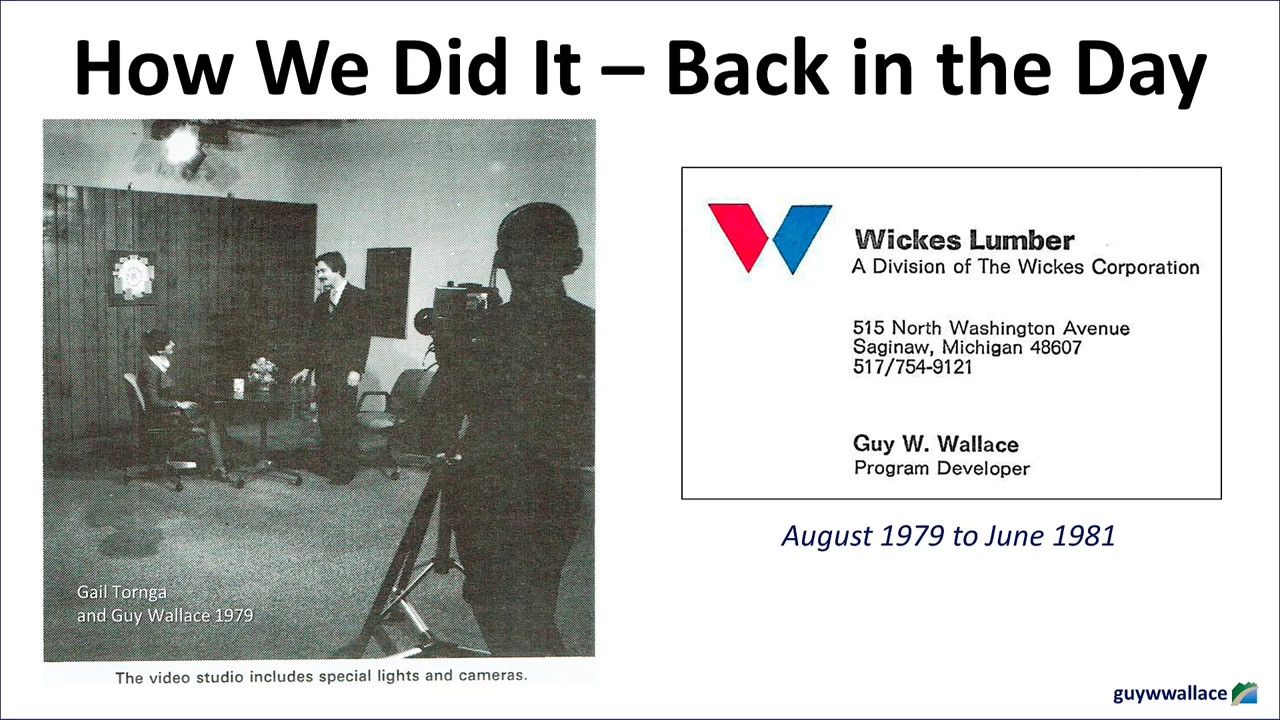 How We Did It – Back in the Day
Gail Tornga
and Guy Wallace 1979
The video studio includes special lights and cameras.
Wickes Lumber
A Division of The Wickes Corporation
515 North Washington Avenue
Saginaw, Michigan 48607
517/754-9121
Guy W. Wallace
Program Developer
August 1979 to June 1981
guywwallace